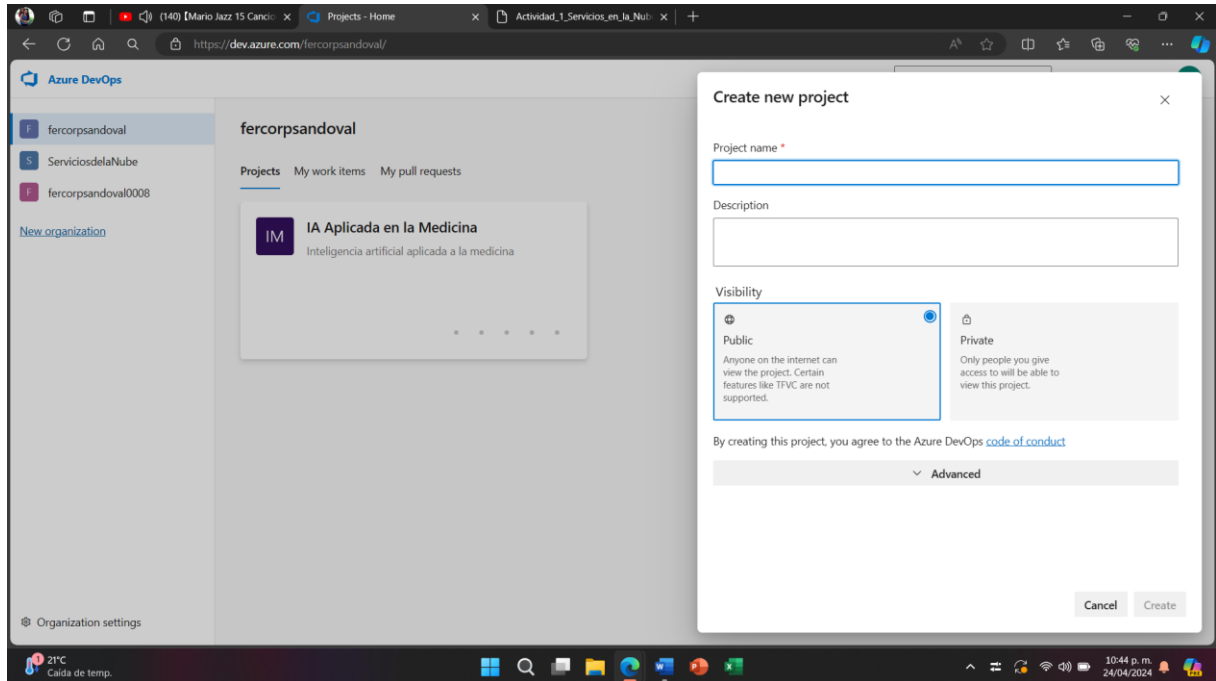 (140) [Mario Jazz 15 Cancio
Projects - Home
Actividad_1_Servicios_en_la_Nub
https://dev.azure.com/fercorpsandoval/
Azure DevOps
F fercorpsandoval
S ServiciosdelaNube
F fercorpsandoval0008
New organization
Organization settings
fercorpsandoval
Projects My work items My pull requests
IM
IA Aplicada en la Medicina
Inteligencia artificial aplicada a la medicina
Create new project
Project name *
Description
Visibility
Public
Anyone on the internet can
view the project. Certain
features like TFVC are not
supported.
Private
Only people you give
access to will be able to
view this project.
By creating this project, you agree to the Azure DevOps code of conduct
Advanced
Cancel Create
1
21°C
Caída de temp.
10:44 p. m.
24/04/2024